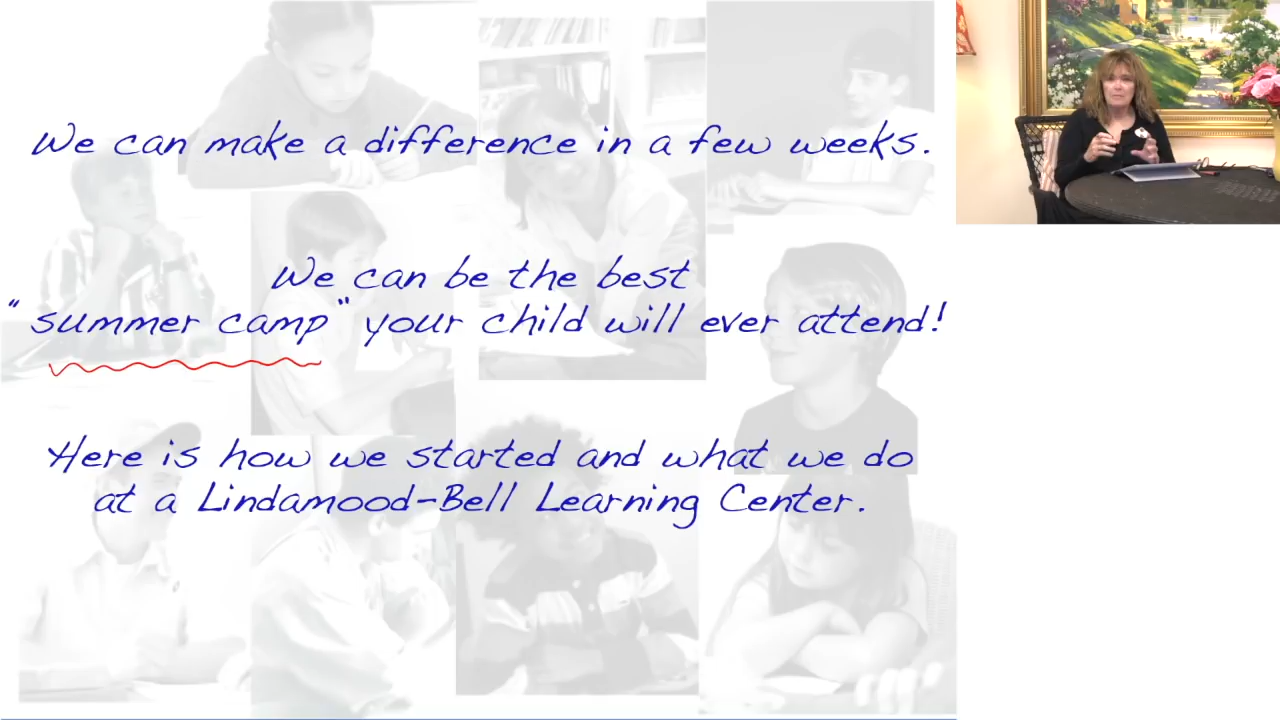 We can make a difference in a few weeks.
We can be the best
"summer camp" your child will ever attend!
Here is how we started and what we do
at a Lindamood-Bell Learning Center.